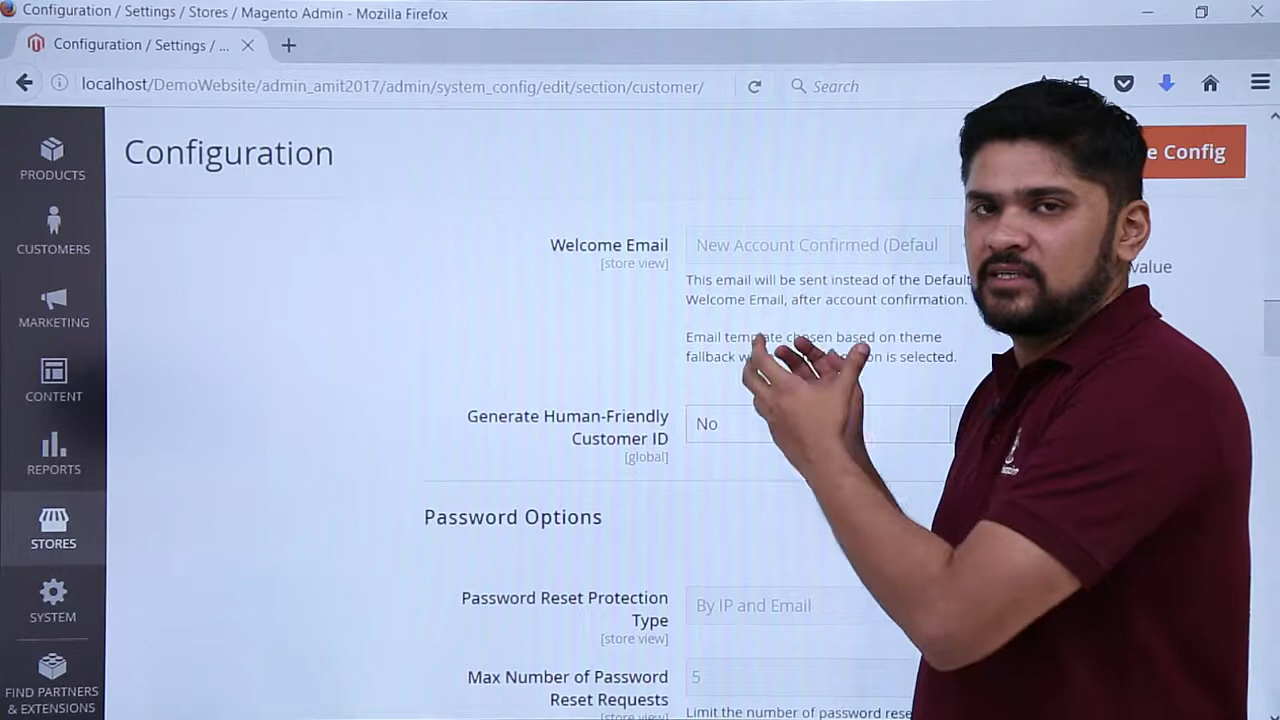 Configuration / Settings / Stores / Magento Admin - Mozilla Firefox
Configuration / Settings / ...
localhost/DemoWebsite/admin_amit2017/admin/system_config/edit/section/customer/
Search
PRODUCTS
CUSTOMERS
MARKETING
CONTENT
REPORTS
STORES
SYSTEM
FIND PARTNERS
& EXTENSIONS
Configuration
Config
Welcome Email
[store view]
New Account Confirmed (Defaul
value
This email will be sent instead of the Default
Welcome Email, after account confirmation.
Email template chosen based on theme
fallback is selected.
Generate Human-Friendly
Customer ID
[global]
No
Password Options
Password Reset Protection
Type
[store view]
By IP and Email
Max Number of Password
Reset Requests
[store view]
5
Limit the number of password rese